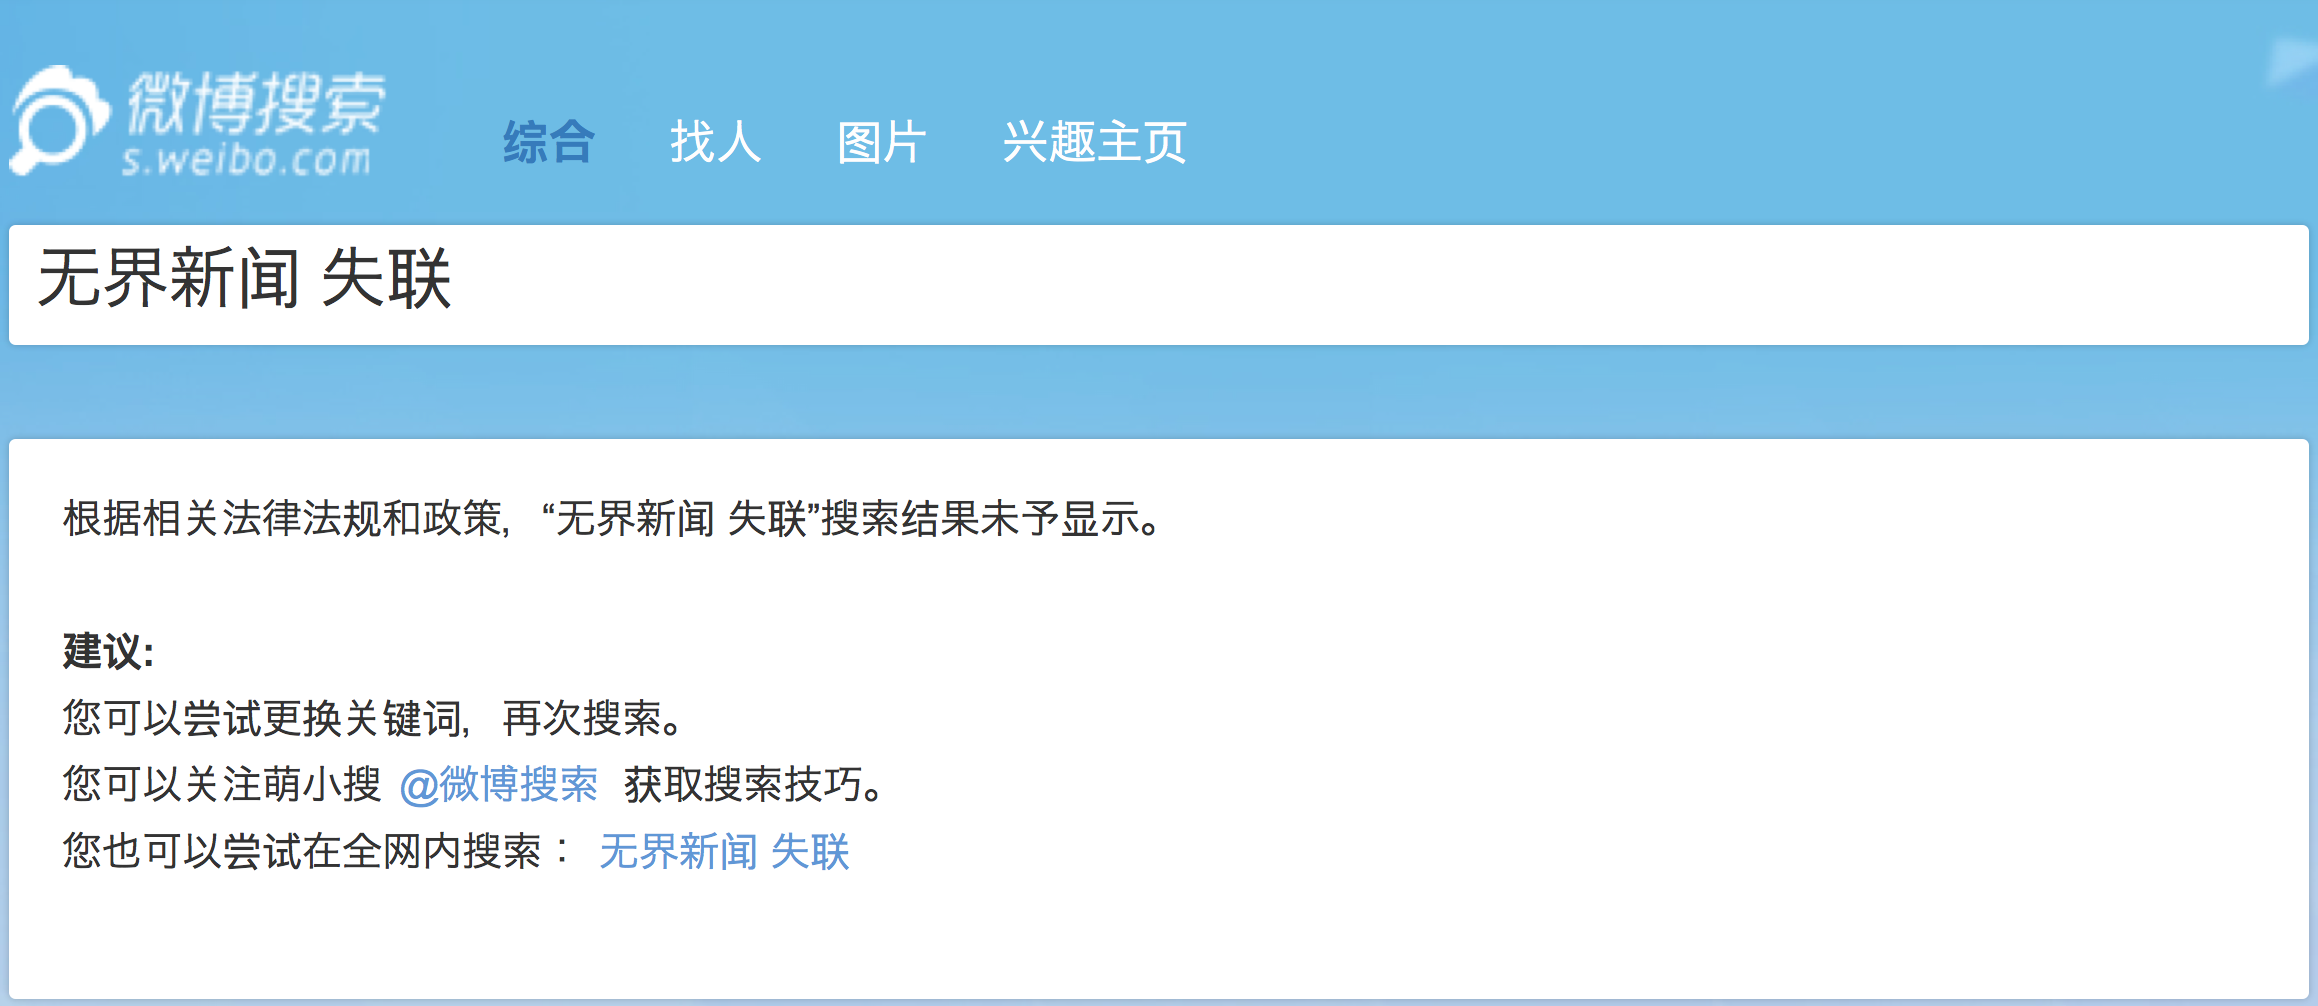 微博搜索
s.weibo.com
综合 找人 图片 兴趣主页
无界新闻 失联
根据相关法律法规和政策，“无界新闻 失联”搜索结果未予显示。
建议:
您可以尝试更换关键词，再次搜索。
您可以关注萌小搜 @微博搜索 获取搜索技巧。
您也可以尝试在全网内搜索： 无界新闻 失联